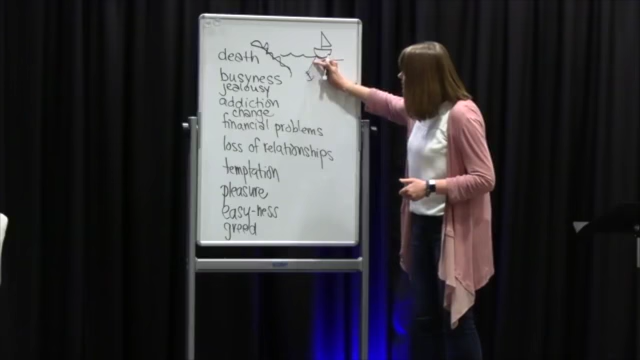 death
busyness
jealousy
addiction
change
financial problems
loss of relationships
temptation
pleasure
easy-ness
greed